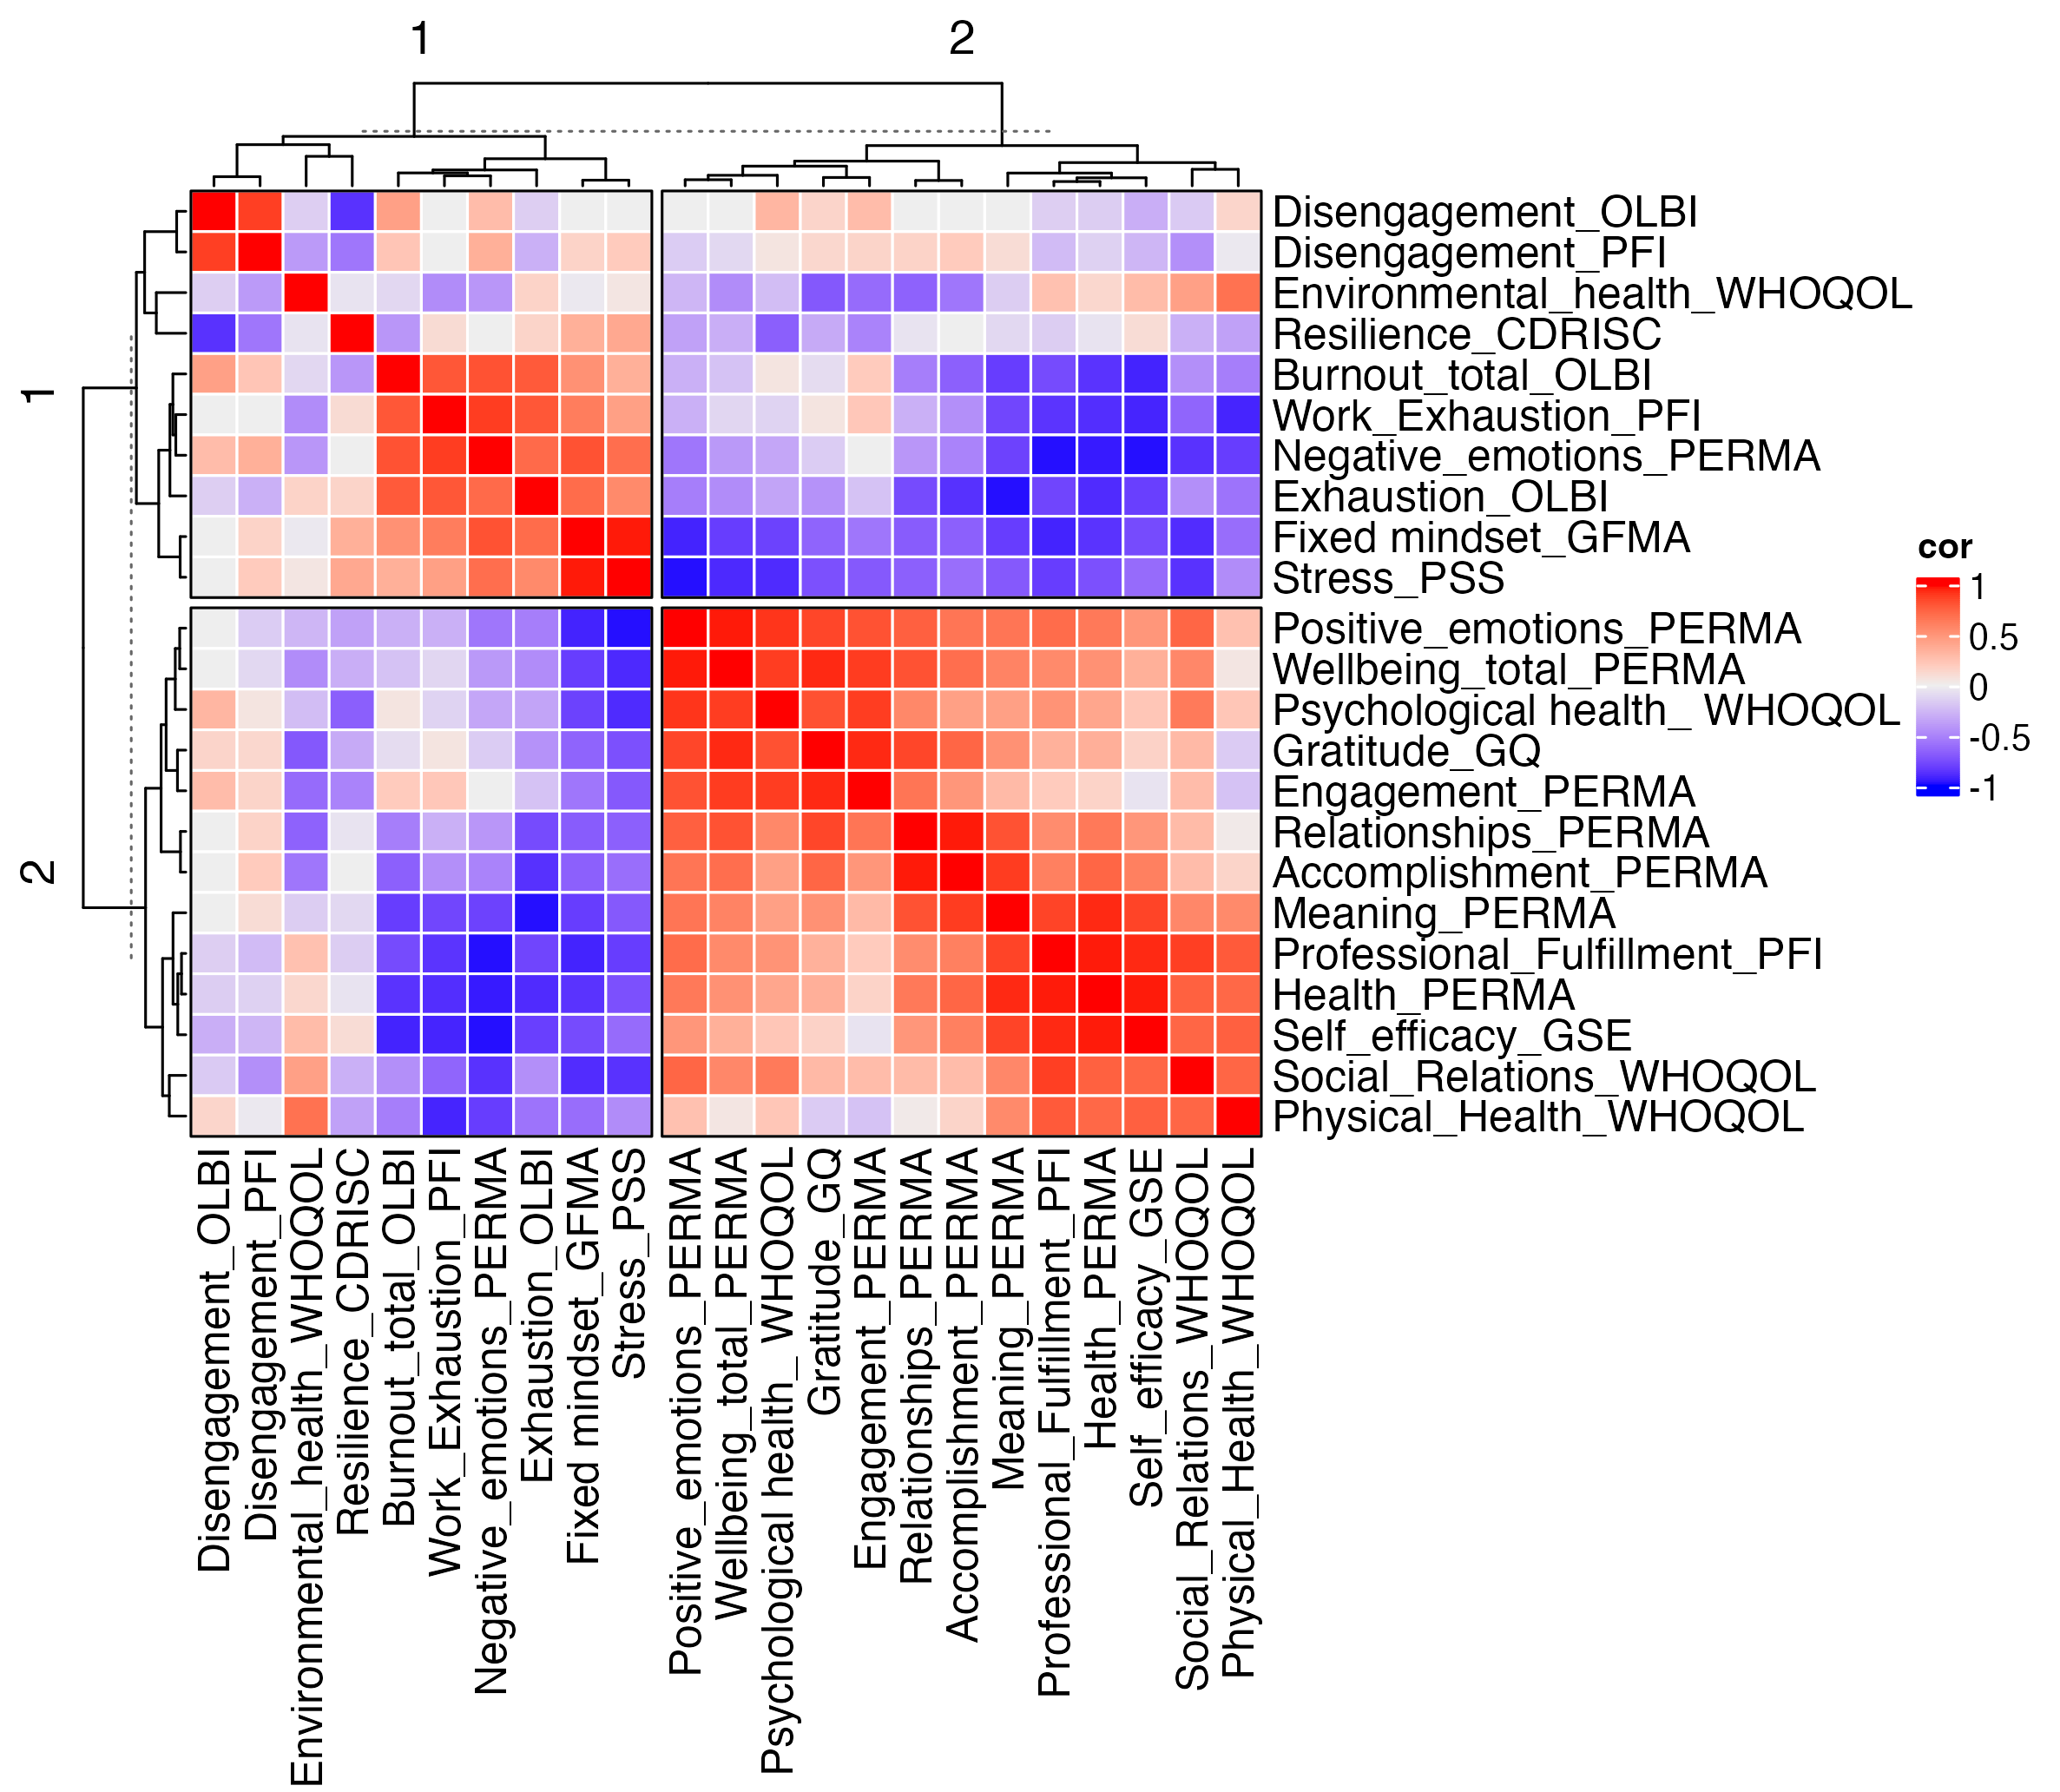 1
2
1
2
Disengagement_OLBI
Disengagement_PFI
Environmental_health_WHOQOL
Resilience_CDRISC
Burnout_total_OLBI
Work_Exhaustion_PFI
Negative_emotions_PERMA
Exhaustion_OLBI
Fixed mindset_GFMA
Stress_PSS
Positive_emotions_PERMA
Wellbeing_total_PERMA
Psychological health_ WHOQOL
Gratitude_GQ
Engagement_PERMA
Relationships_PERMA
Accomplishment_PERMA
Meaning_PERMA
Professional_Fulfillment_PFI
Health_PERMA
Self_efficacy_GSE
Social_Relations_WHOQOL
Physical_Health_WHOQOL
cor
1
0.5
0
-0.5
-1
Disengagement_OLBI
Disengagement_PFI
Environmental_health_WHOQOL
Resilience_CDRISC
Burnout_total_OLBI
Work_Exhaustion_PFI
Negative_emotions_PERMA
Exhaustion_OLBI
Fixed mindset_GFMA
Stress_PSS
Positive_emotions_PERMA
Wellbeing_total_PERMA
Psychological health_ WHOQOL
Gratitude_GQ
Engagement_PERMA
Relationships_PERMA
Accomplishment_PERMA
Meaning_PERMA
Professional_Fulfillment_PFI
Health_PERMA
Self_efficacy_GSE
Social_Relations_WHOQOL
Physical_Health_WHOQOL